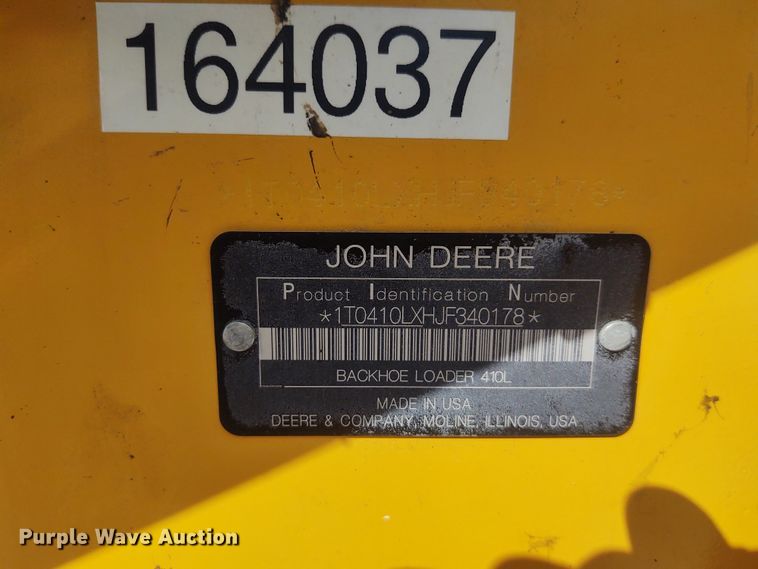 164037
*1T0410LXHJF340178*
JOHN DEERE
Product Identification Number
*1T0410LXHJF340178*
BACKHOE LOADER 410L
MADE IN USA
DEERE & COMPANY, MOLINE, ILLINOIS, USA
Purple Wave Auction